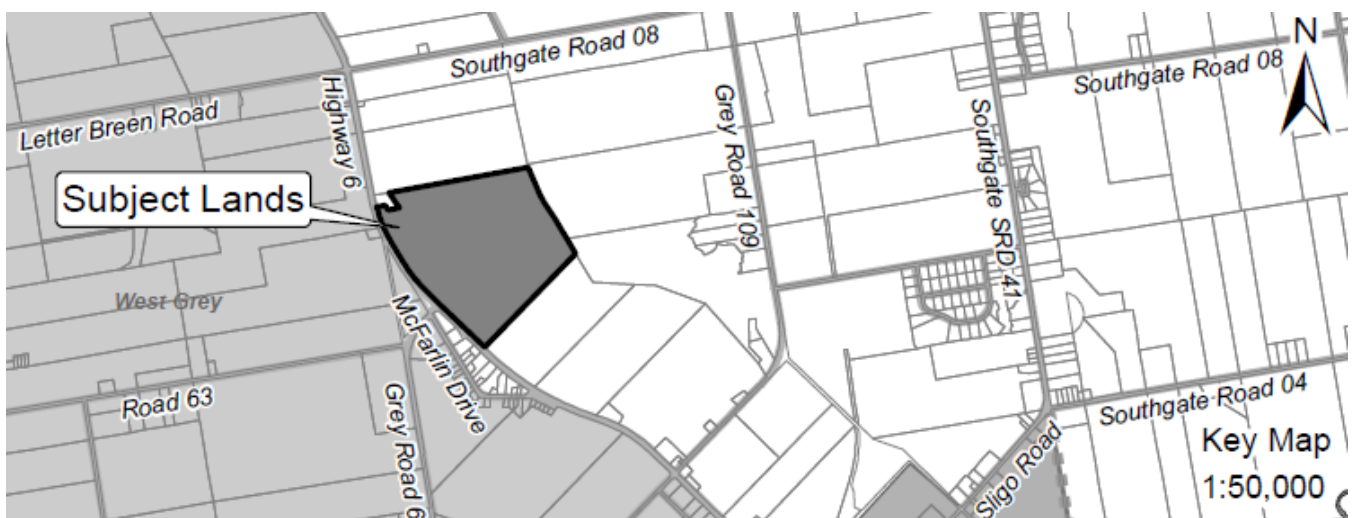 Southgate Road 08
N
Southgate Road 08
Letter Breen Road
Highway 6
Grey Road 109
Southgate SRD 41
Subject Lands
West Grey
McFarlin Drive
Road 63
Grey Road 6
Southgate Road 04
Sligo Road
Key Map
1:50,000